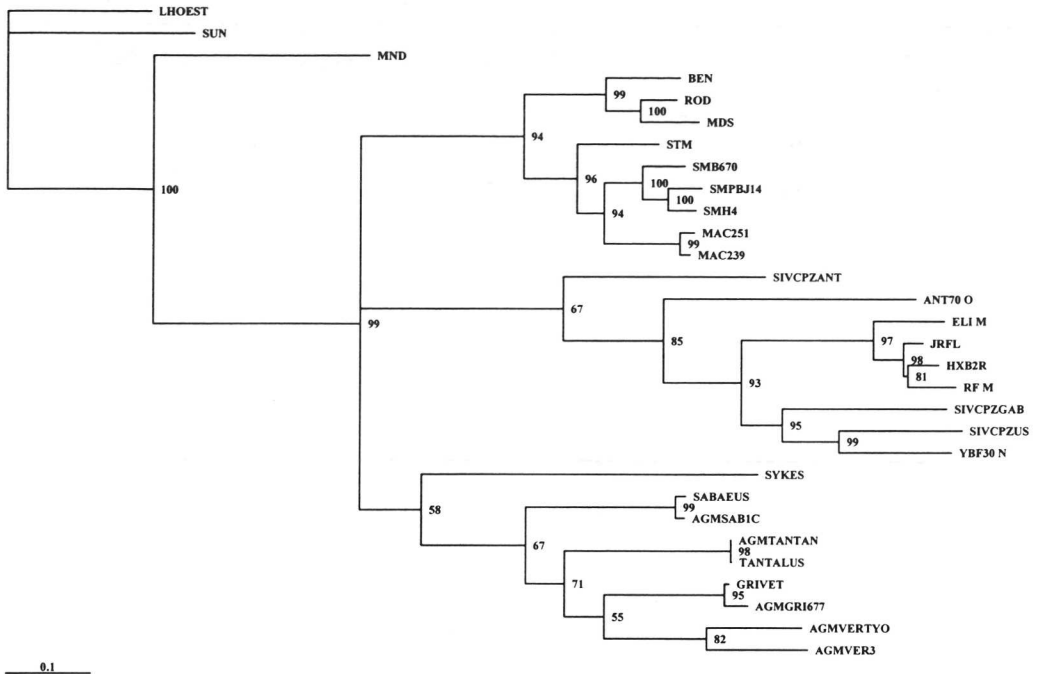 LHOEST
SUN
MND
BEN
99
ROD
100
MDS
94
STM
SMB670
96
100
SMPBJ14
100
SMH4
94
MAC251
99
MAC239
100
SIVCPZANT
67
ANT70 O
99
ELI M
85
97
JRFL
98
HXB2R
81
93
RF M
SIVCPZGAB
95
SIVCPZUS
99
YBF30 N
SYKES
SABAEUS
58
99
AGMSAB1C
AGMTANTAN
67
98
TANTALUS
71
GRIVET
95
AGMGRI677
55
AGMVERTYO
82
AGMVER3
0.1